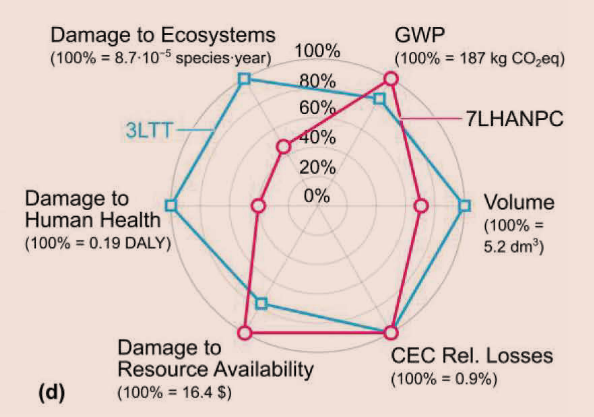 Damage to Ecosystems
(100% = 8.7·10⁻⁵ species·year)
100%
GWP
(100% = 187 kg CO₂eq)
80%
60%
40%
20%
0%
3LTT
7LHANPC
Damage to
Human Health
(100% = 0.19 DALY)
Volume
(100% =
5.2 dm³)
Damage to
Resource Availability
(100% = 16.4 $)
CEC Rel. Losses
(100% = 0.9%)
(d)